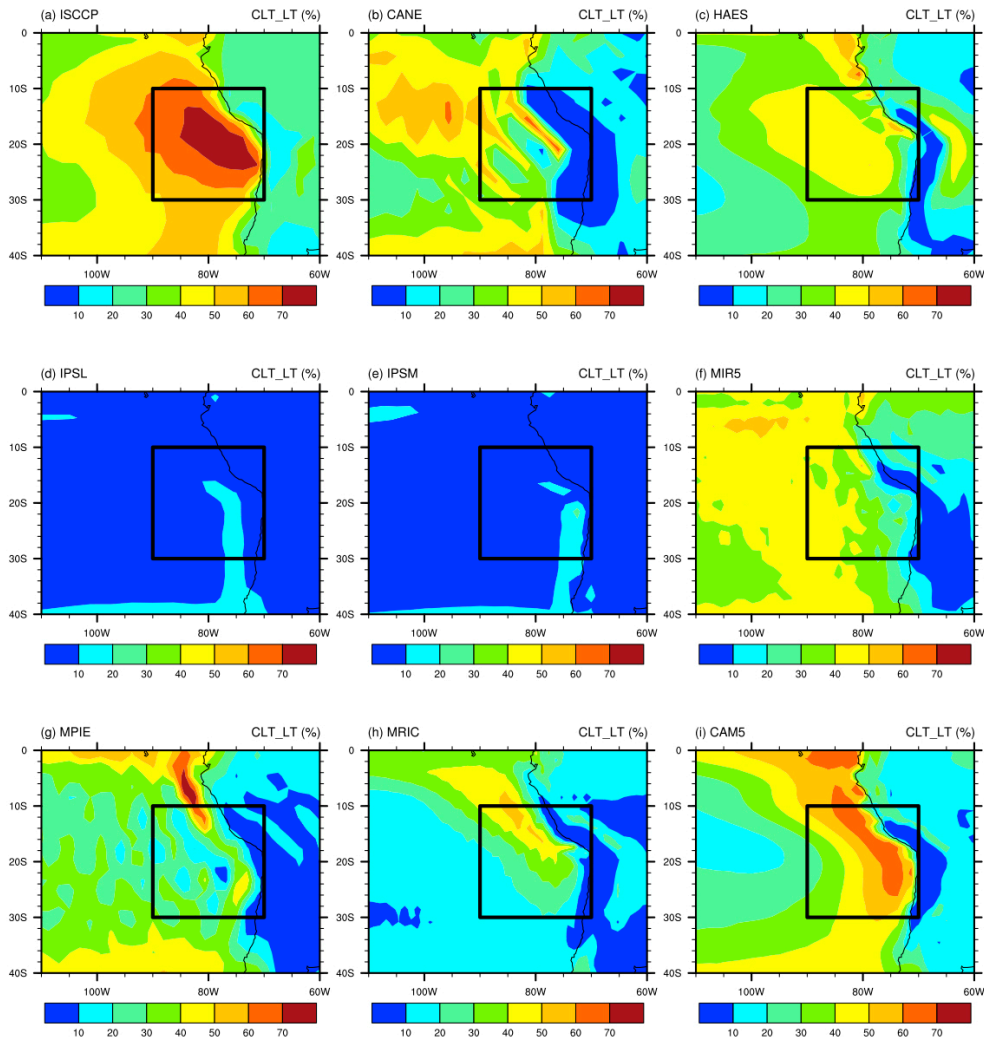 (a) ISCCP CLT_LT (%) (b) CANE CLT_LT (%) (c) HAES CLT_LT (%)
0 0 0
10S 10S 10S
20S 20S 20S
30S 30S 30S
40S 40S 40S
100W 80W 60W 100W 80W 60W 100W 80W 60W
10 20 30 40 50 60 70 10 20 30 40 50 60 70 10 20 30 40 50 60 70
(d) IPSL CLT_LT (%) (e) IPSM CLT_LT (%) (f) MIR5 CLT_LT (%)
0 0 0
10S 10S 10S
20S 20S 20S
30S 30S 30S
40S 40S 40S
100W 80W 60W 100W 80W 60W 100W 80W 60W
10 20 30 40 50 60 70 10 20 30 40 50 60 70 10 20 30 40 50 60 70
(g) MPIE CLT_LT (%) (h) MRIC CLT_LT (%) (i) CAM5 CLT_LT (%)
0 0 0
10S 10S 10S
20S 20S 20S
30S 30S 30S
40S 40S 40S
100W 80W 60W 100W 80W 60W 100W 80W 60W
10 20 30 40 50 60 70 10 20 30 40 50 60 70 10 20 30 40 50 60 70